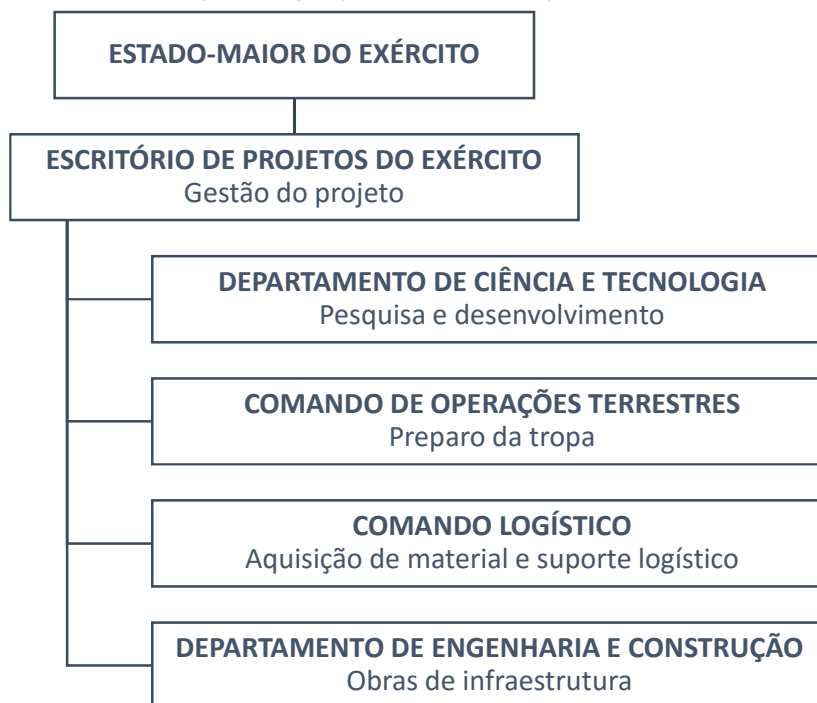 ESTADO-MAIOR DO EXÉRCITO
ESCRITÓRIO DE PROJETOS DO EXÉRCITO
Gestão do projeto
DEPARTAMENTO DE CIÊNCIA E TECNOLOGIA
Pesquisa e desenvolvimento
COMANDO DE OPERAÇÕES TERRESTRES
Preparo da tropa
COMANDO LOGÍSTICO
Aquisição de material e suporte logístico
DEPARTAMENTO DE ENGENHARIA E CONSTRUÇÃO
Obras de infraestrutura